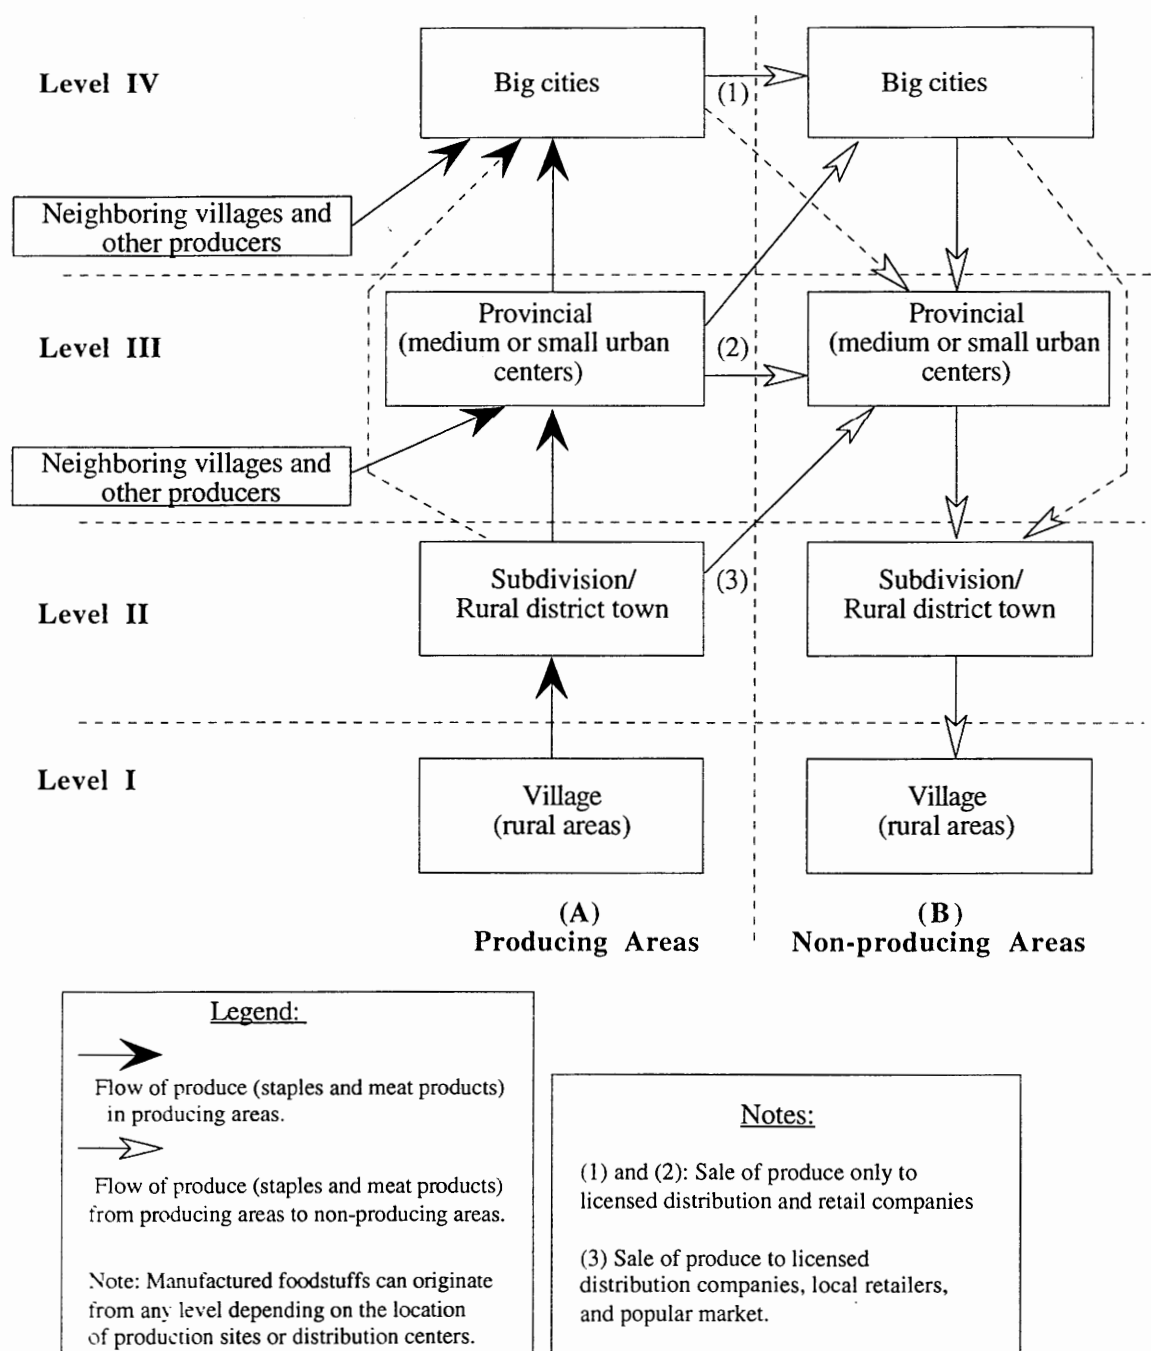 Level IV
Big cities
(1)
Big cities
Neighboring villages and
other producers
Level III
Provincial
(medium or small urban
centers)
(2)
Provincial
(medium or small urban
centers)
Neighboring villages and
other producers
Level II
Subdivision/
Rural district town
(3)
Subdivision/
Rural district town
Level I
Village
(rural areas)
Village
(rural areas)
(A)
Producing Areas
(B)
Non-producing Areas
Legend:
Flow of produce (staples and meat products)
in producing areas.
Flow of produce (staples and meat products)
from producing areas to non-producing areas.
Note: Manufactured foodstuffs can originate
from any level depending on the location
of production sites or distribution centers.
Notes:
(1) and (2): Sale of produce only to
licensed distribution and retail companies
(3) Sale of produce to licensed
distribution companies, local retailers,
and popular market.